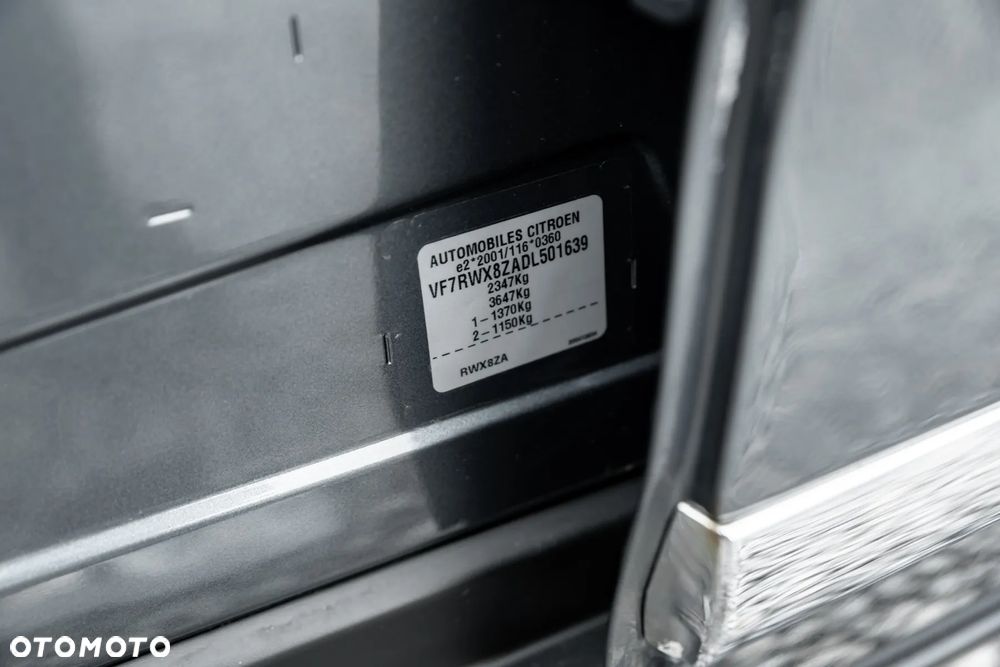 AUTOMOBILES CITROEN
e2*2001/116*0360
VF7RWX8ZADL501639
2347Kg
3647Kg
1-1370Kg
2-1150Kg
RWX8ZA
OTOMOTO